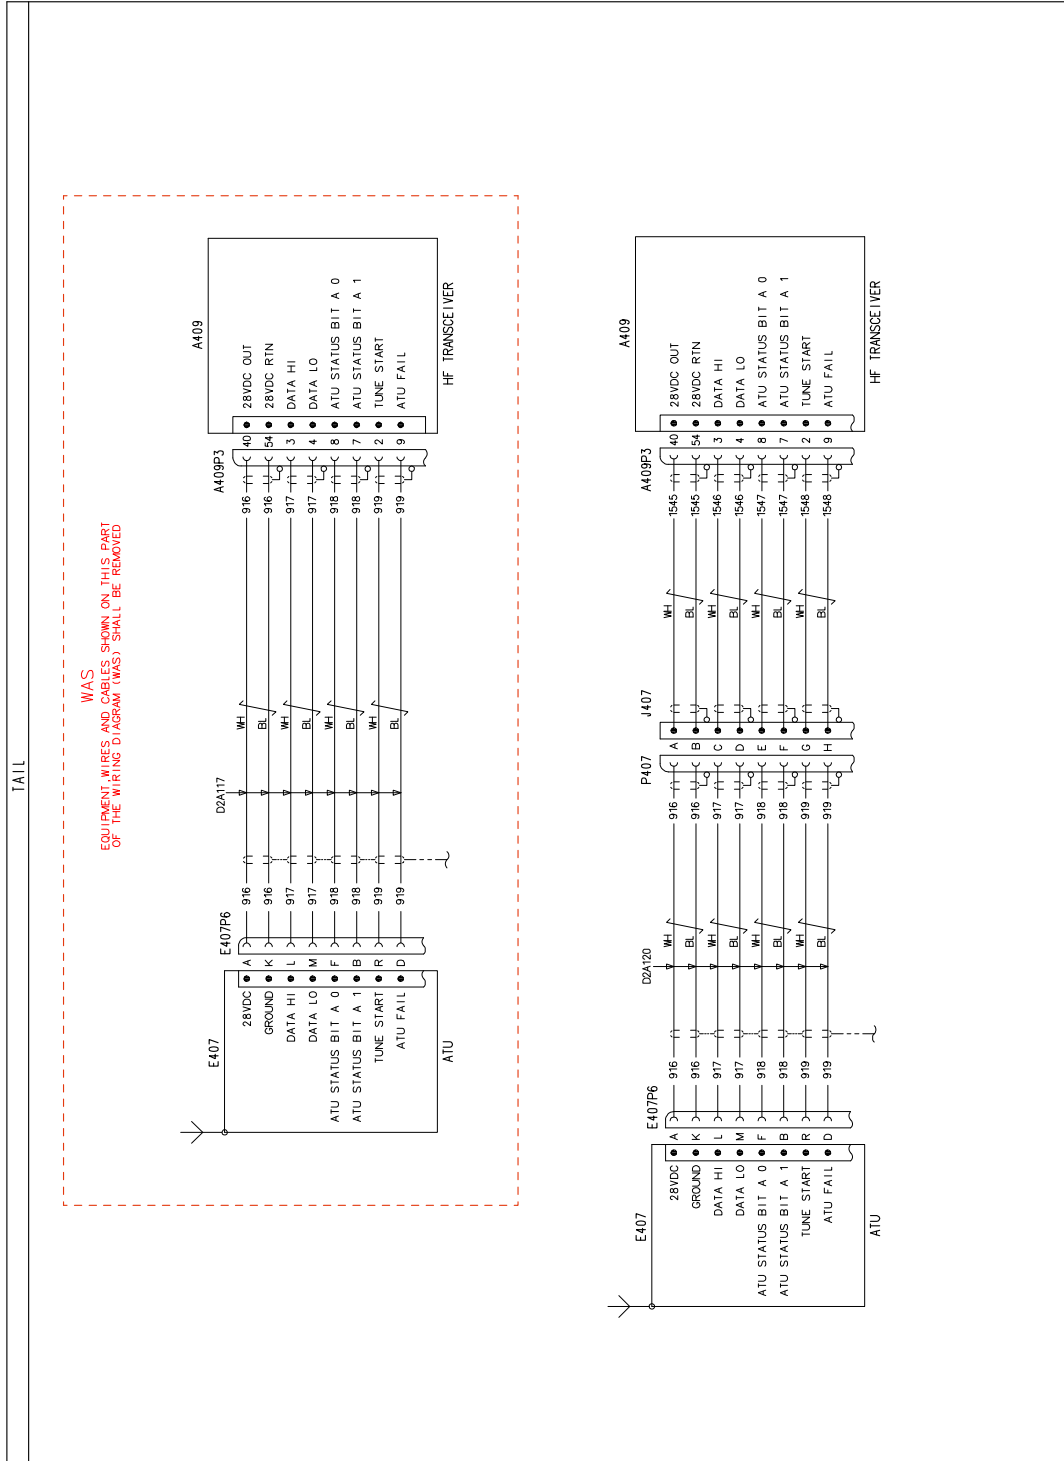 TAIL
WAS
EQUIPMENT, WIRES AND CABLES SHOWN ON THIS PART
OF THE WIRING DIAGRAM (WAS) SHALL BE REMOVED
E407
ATU
E407P6
D2A117
A409P3
A409
HF TRANSCEIVER
28VDC A 916 WH 916 40 28VDC OUT
GROUND K 916 BL 916 54 28VDC RTN
DATA HI L 917 WH 917 3 DATA HI
DATA LO M 917 BL 917 4 DATA LO
ATU STATUS BIT A 0 F 918 WH 918 8 ATU STATUS BIT A 0
ATU STATUS BIT A 1 B 918 BL 918 7 ATU STATUS BIT A 1
TUNE START R 919 WH 919 2 TUNE START
ATU FAIL D 919 BL 919 9 ATU FAIL
E407
ATU
E407P6
D2A120
P407
J407
A409P3
A409
HF TRANSCEIVER
28VDC A 916 WH 916 A WH 1545 40 28VDC OUT
GROUND K 916 BL 916 B BL 1545 54 28VDC RTN
DATA HI L 917 WH 917 C WH 1546 3 DATA HI
DATA LO M 917 BL 917 D BL 1546 4 DATA LO
ATU STATUS BIT A 0 F 918 WH 918 E WH 1547 8 ATU STATUS BIT A 0
ATU STATUS BIT A 1 B 918 BL 918 F BL 1547 7 ATU STATUS BIT A 1
TUNE START R 919 WH 919 G WH 1548 2 TUNE START
ATU FAIL D 919 BL 919 H BL 1548 9 ATU FAIL